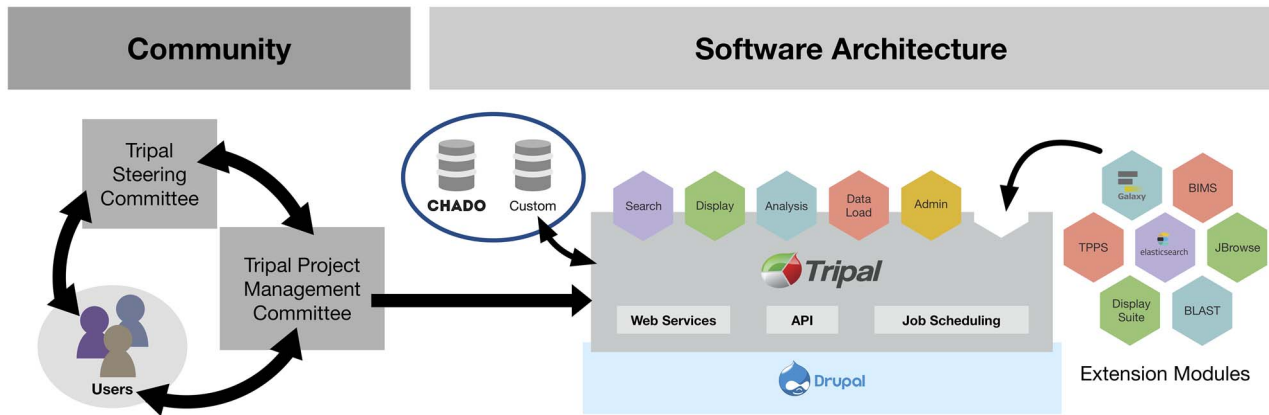 Community
Software Architecture
Tripal
Steering
Committee
Tripal Project
Management
Committee
Users
CHADO
Custom
Search
Display
Analysis
Data
Load
Admin
Tripal
Web Services
API
Job Scheduling
Drupal
Galaxy
BIMS
TPPS
elasticsearch
JBrowse
Display
Suite
BLAST
Extension Modules